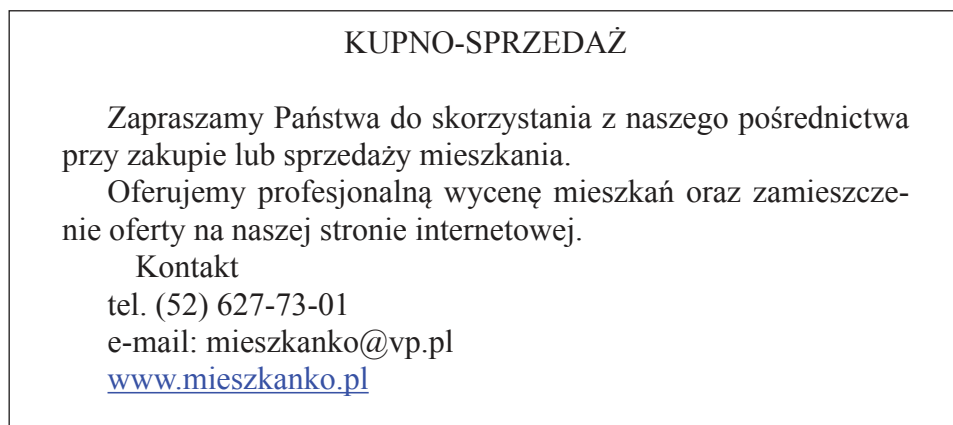 KUPNO-SPRZEDAŻ
Zapraszamy Państwa do skorzystania z naszego pośrednictwa
przy zakupie lub sprzedaży mieszkania.
Oferujemy profesjonalną wycenę mieszkań oraz zamieszcze-
nie oferty na naszej stronie internetowej.
Kontakt
tel. (52) 627-73-01
e-mail: mieszkanko@vp.pl
www.mieszkanko.pl